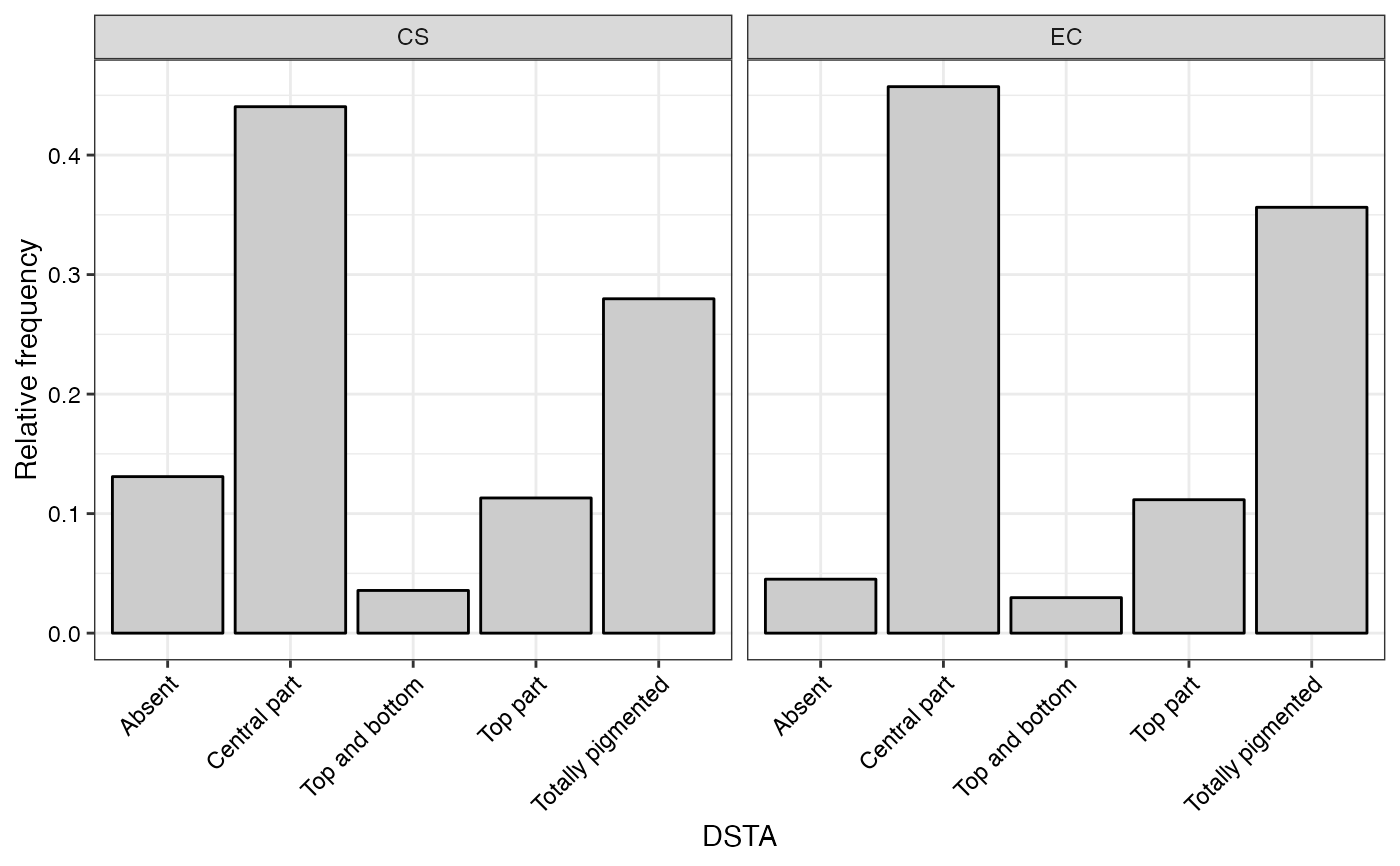 CS
EC
Relative frequency
0.4
0.3
0.2
0.1
0.0
Absent
Central part
Top and bottom
Top part
Totally pigmented
Absent
Central part
Top and bottom
Top part
Totally pigmented
DSTA